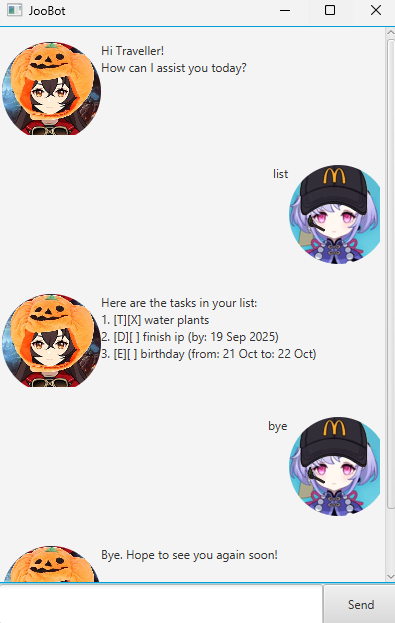 JooBot
Hi Traveller!
How can I assist you today?
list
Here are the tasks in your list:
1. [T][X] water plants
2. [D][ ] finish ip (by: 19 Sep 2025)
3. [E][ ] birthday (from: 21 Oct to: 22 Oct)
bye
Bye. Hope to see you again soon!
Send